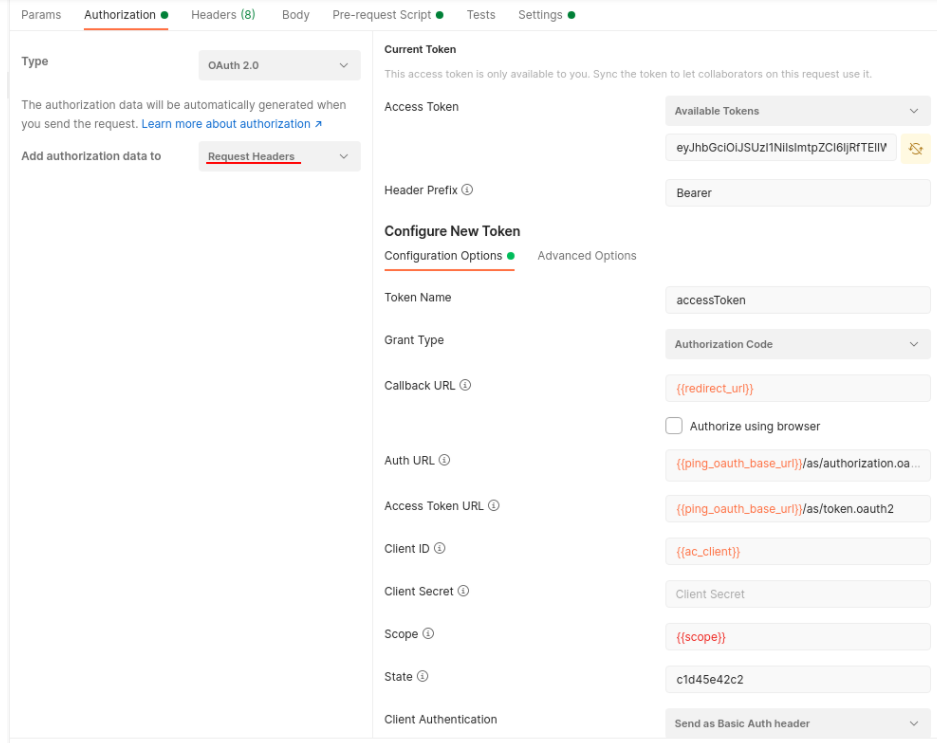 Params Authorization Headers (8) Body Pre-request Script Tests Settings
Type
OAuth 2.0
The authorization data will be automatically generated when
you send the request. Learn more about authorization ↗
Add authorization data to
Request Headers
Current Token
This access token is only available to you. Sync the token to let collaborators on this request use it.
Access Token
Available Tokens
Header Prefix
Bearer
Configure New Token
Configuration Options Advanced Options
Token Name
accessToken
Grant Type
Authorization Code
Callback URL
{{redirect_url}}
Authorize using browser
Auth URL
{{ping_oauth_base_url}}/as/authorization.oa...
Access Token URL
{{ping_oauth_base_url}}/as/token.oauth2
Client ID
{{ac_client}}
Client Secret
Client Secret
Scope
{{scope}}
State
c1d45e42c2
Client Authentication
Send as Basic Auth header